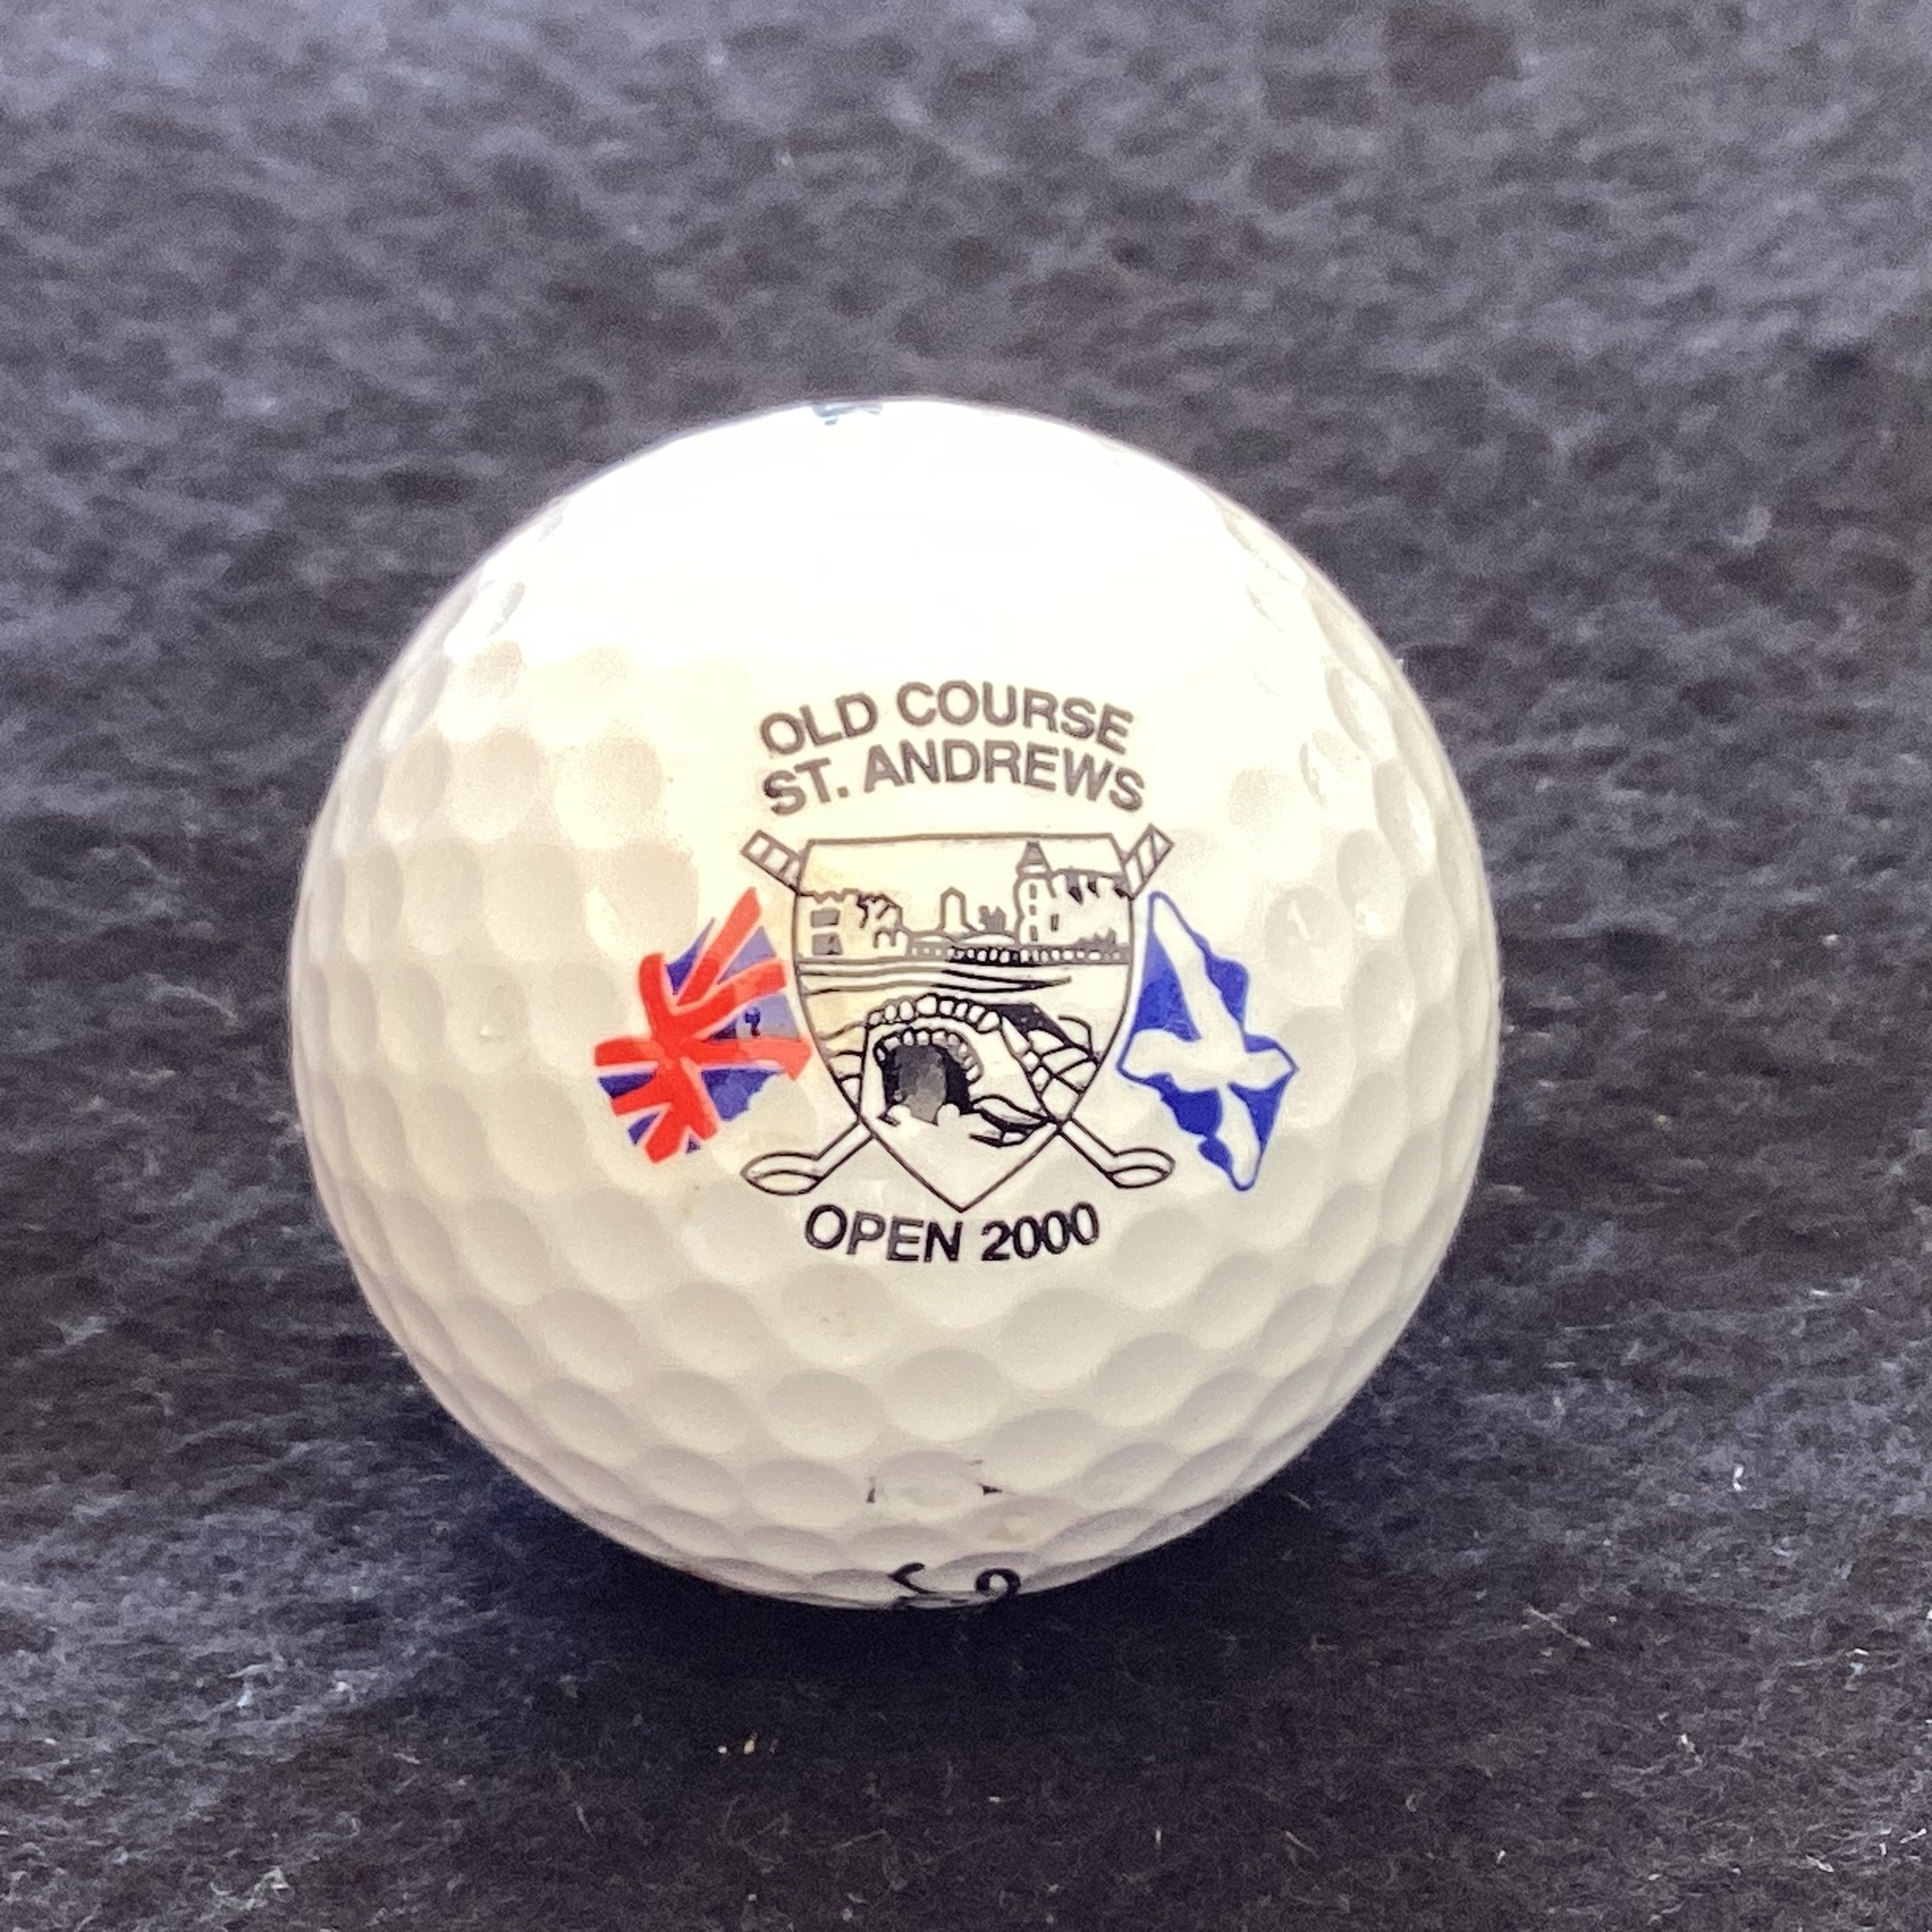 OLD COURSE
ST. ANDREWS
OPEN 2000